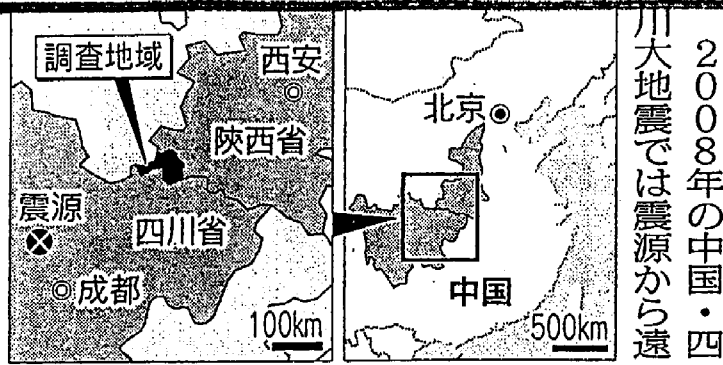 ２００８年の中国・四
川大地震では震源から遠
調査地域
西安
陝西省
震源
四川省
成都
100km
北京
中国
500km